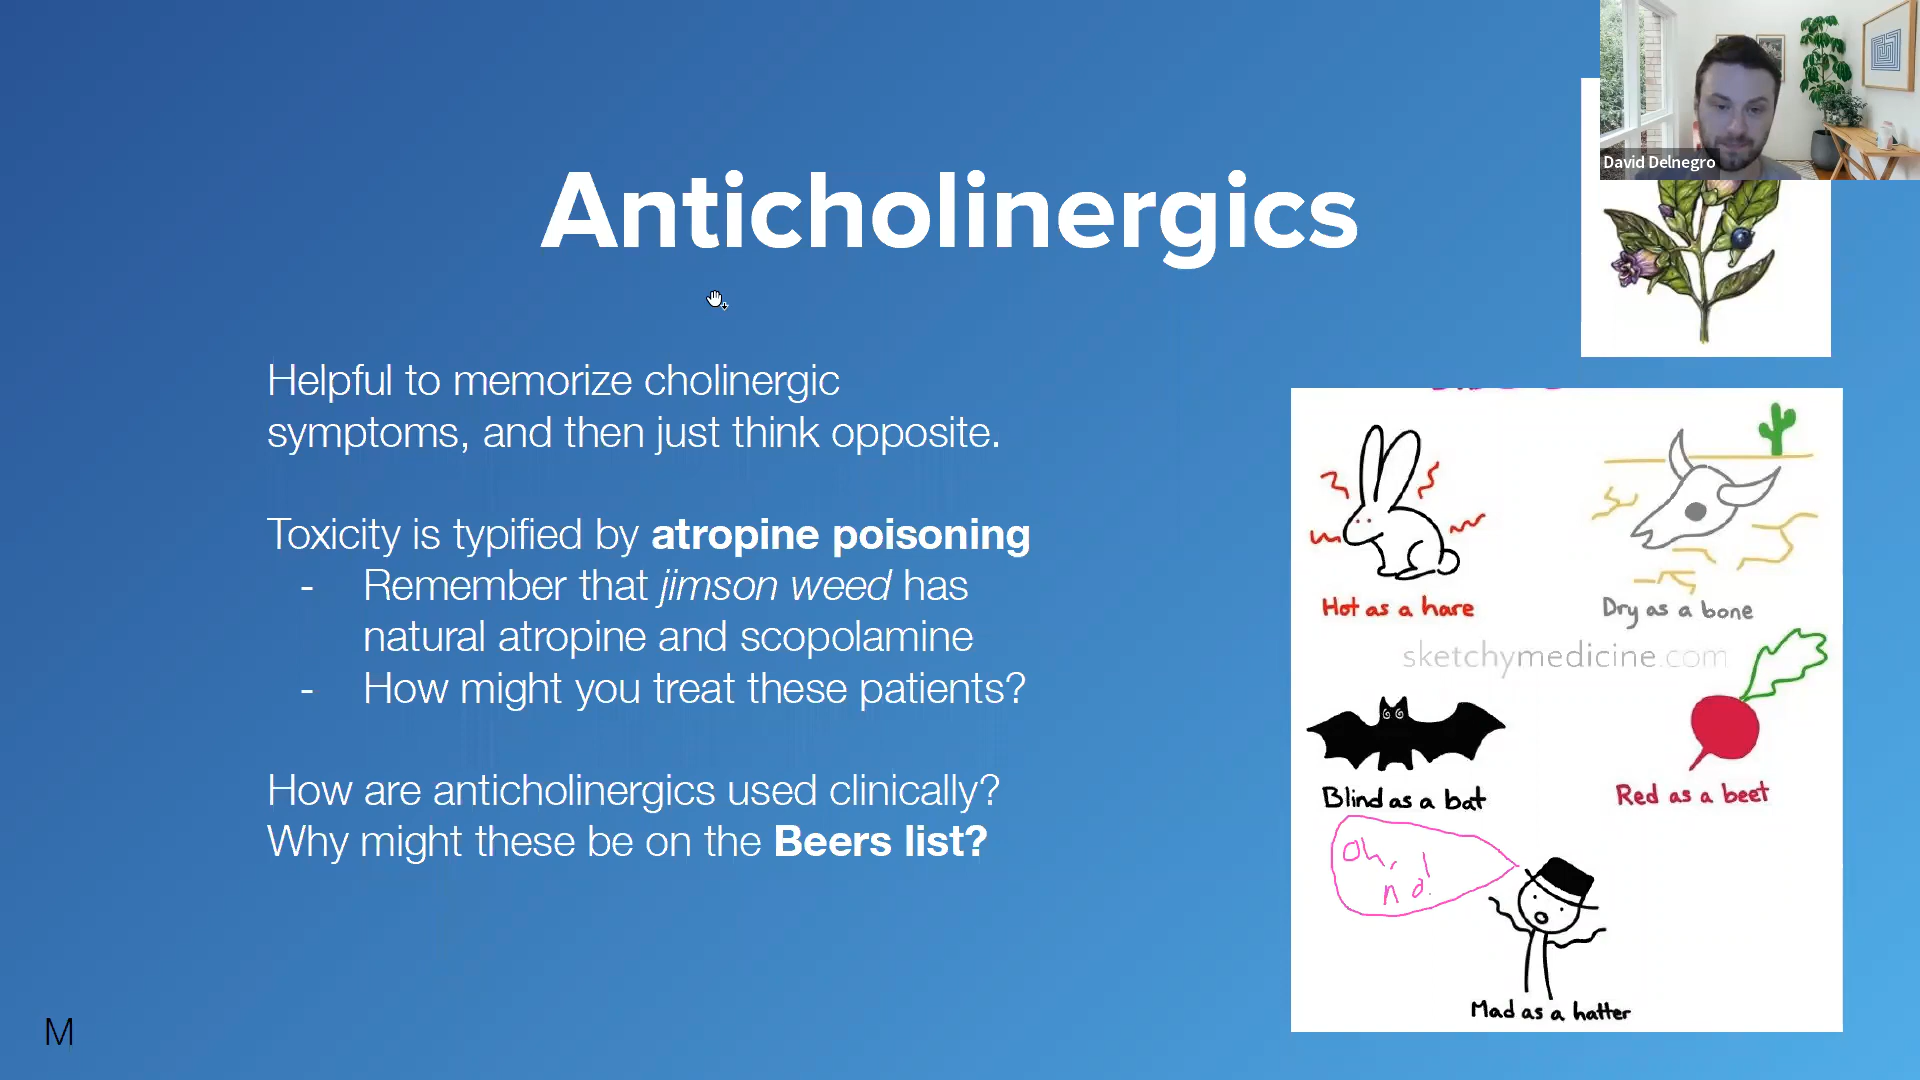 David Delnegro
Anticholinergics
Helpful to memorize cholinergic
symptoms, and then just think opposite.
Toxicity is typified by atropine poisoning
- Remember that jimson weed has
natural atropine and scopolamine
- How might you treat these patients?
How are anticholinergics used clinically?
Why might these be on the Beers list?
Hot as a hare
Dry as a bone
sketchymedicine.com
Blind as a bat
Red as a beet
Oh,
no!
Mad as a hatter
M